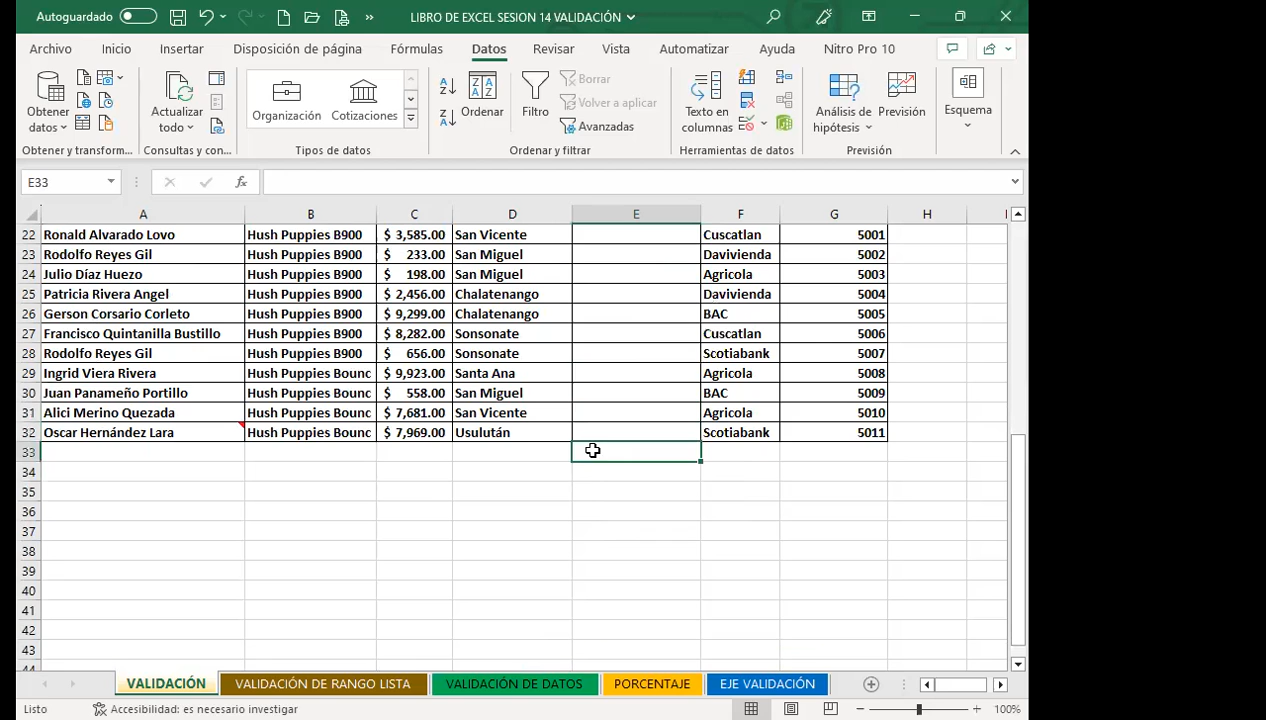 Autoguardado LIBRO DE EXCEL SESION 14 VALIDACIÓN
Archivo Inicio Insertar Disposición de página Fórmulas Datos Revisar Vista Automatizar Ayuda Nitro Pro 10
Obtener datos
Actualizar todo
Organización Cotizaciones
Ordenar
Filtro
Borrar
Volver a aplicar
Avanzadas
Texto en columnas
Análisis de hipótesis
Previsión
Esquema
Obtener y transform... Consultas y con... Tipos de datos Ordenar y filtrar Herramientas de datos Previsión
E33 fx
A B C D E F G H I
22 Ronald Alvarado Lovo Hush Puppies B900 $ 3,585.00 San Vicente Cuscatlan 5001
23 Rodolfo Reyes Gil Hush Puppies B900 $ 233.00 San Miguel Davivienda 5002
24 Julio Díaz Huezo Hush Puppies B900 $ 198.00 San Miguel Agricola 5003
25 Patricia Rivera Angel Hush Puppies B900 $ 2,456.00 Chalatenango Davivienda 5004
26 Gerson Corsario Corleto Hush Puppies B900 $ 9,299.00 Chalatenango BAC 5005
27 Francisco Quintanilla Bustillo Hush Puppies B900 $ 8,282.00 Sonsonate Cuscatlan 5006
28 Rodolfo Reyes Gil Hush Puppies B900 $ 656.00 Sonsonate Scotiabank 5007
29 Ingrid Viera Rivera Hush Puppies Bounc $ 9,923.00 Santa Ana Agricola 5008
30 Juan Panameño Portillo Hush Puppies Bounc $ 558.00 San Miguel BAC 5009
31 Alici Merino Quezada Hush Puppies Bounc $ 7,681.00 San Vicente Agricola 5010
32 Oscar Hernández Lara Hush Puppies Bounc $ 7,969.00 Usulután Scotiabank 5011
33
34
35
36
37
38
39
40
41
42
43
44
VALIDACIÓN VALIDACIÓN DE RANGO LISTA VALIDACIÓN DE DATOS PORCENTAJE EJE VALIDACIÓN
Listo Accesibilidad: es necesario investigar 100%